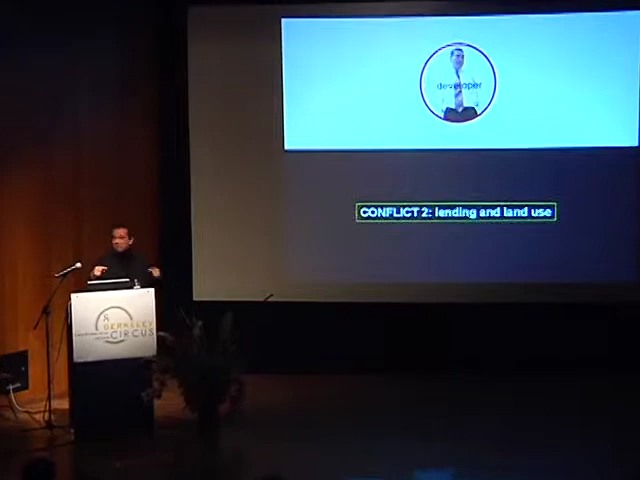 developer
CONFLICT 2: lending and land use
BERKELEY
CIRCUS